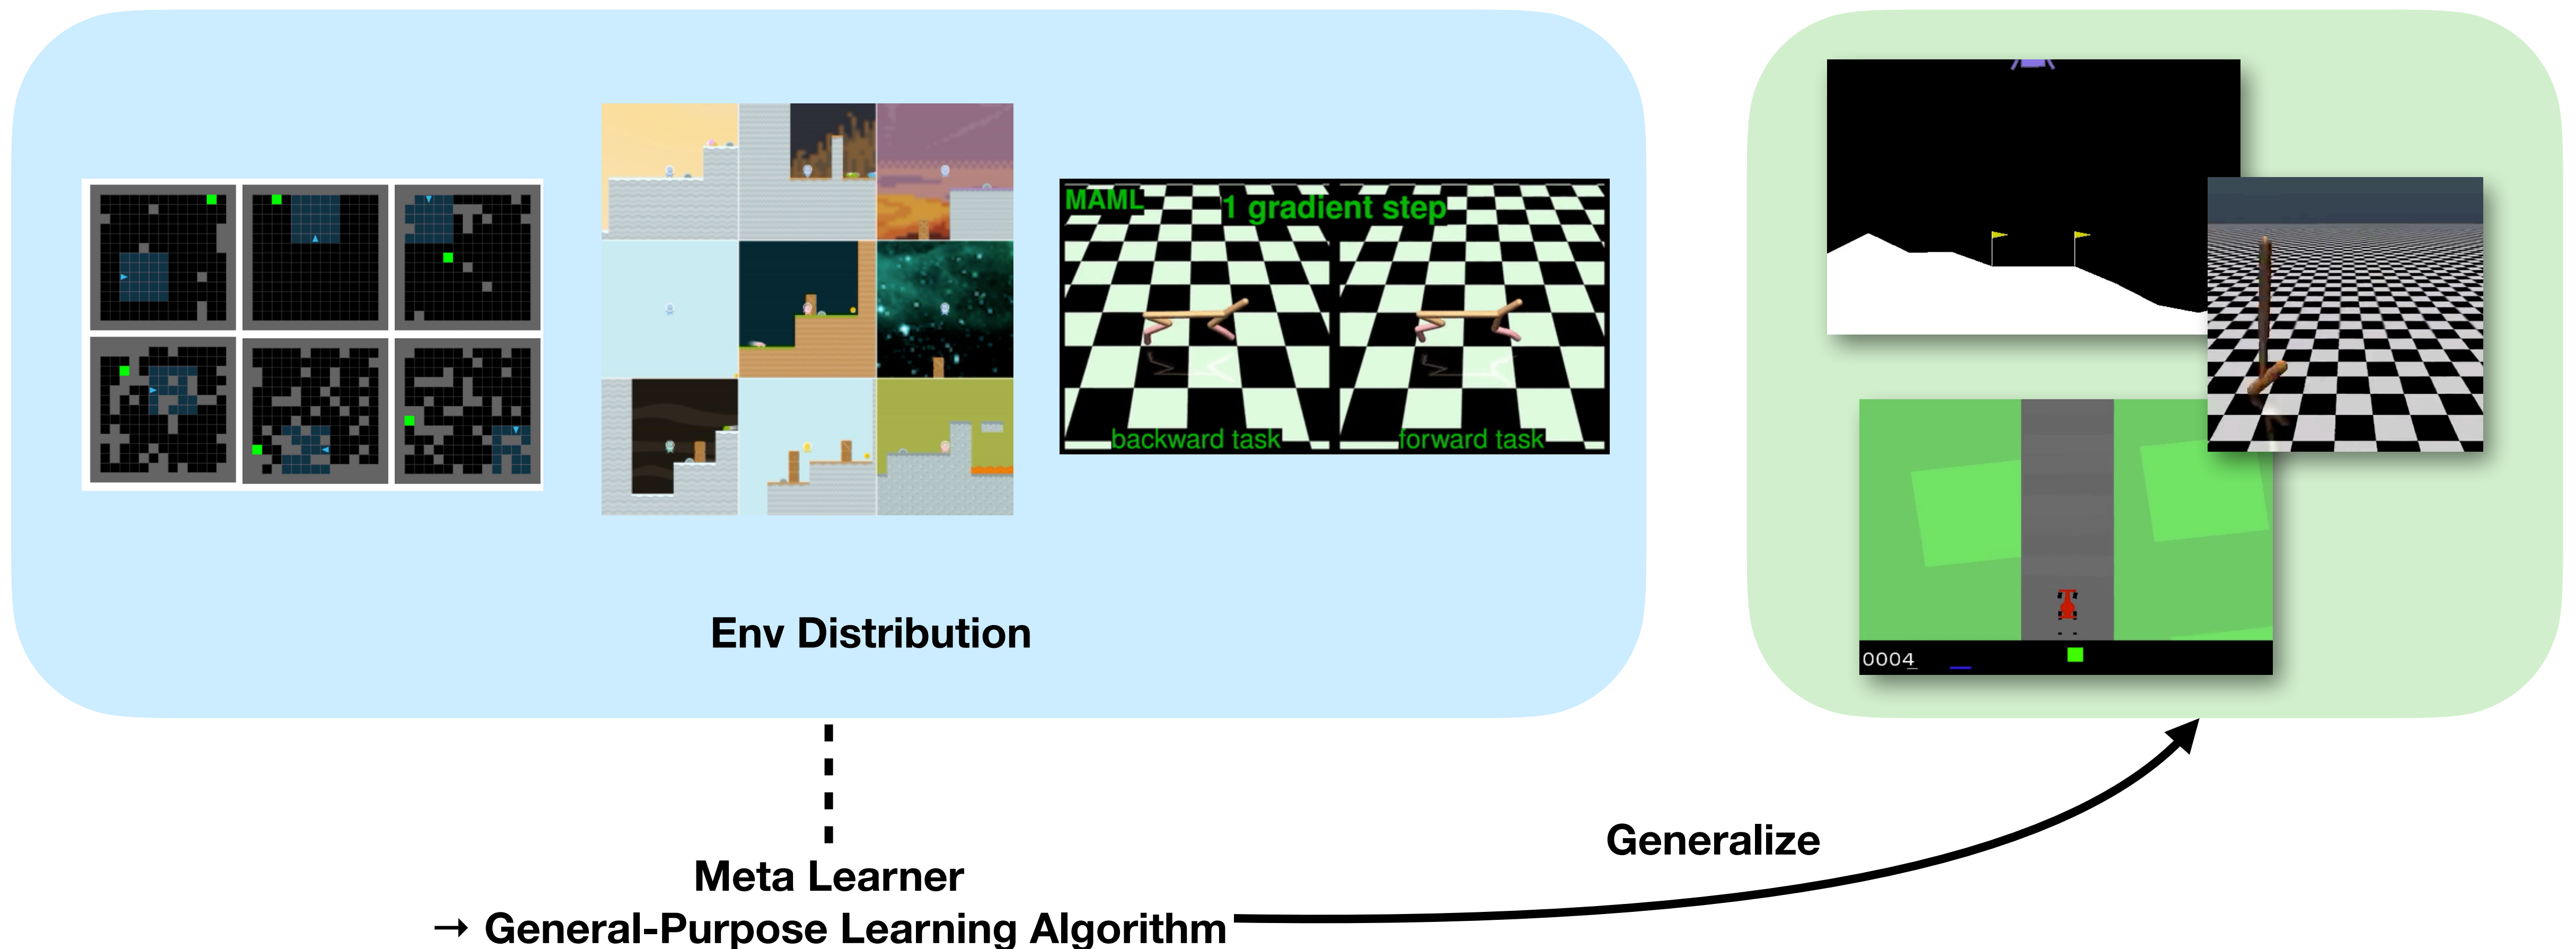 MAML
1 gradient step
backward task
forward task
Env Distribution
0004
Meta Learner
→ General-Purpose Learning Algorithm
Generalize